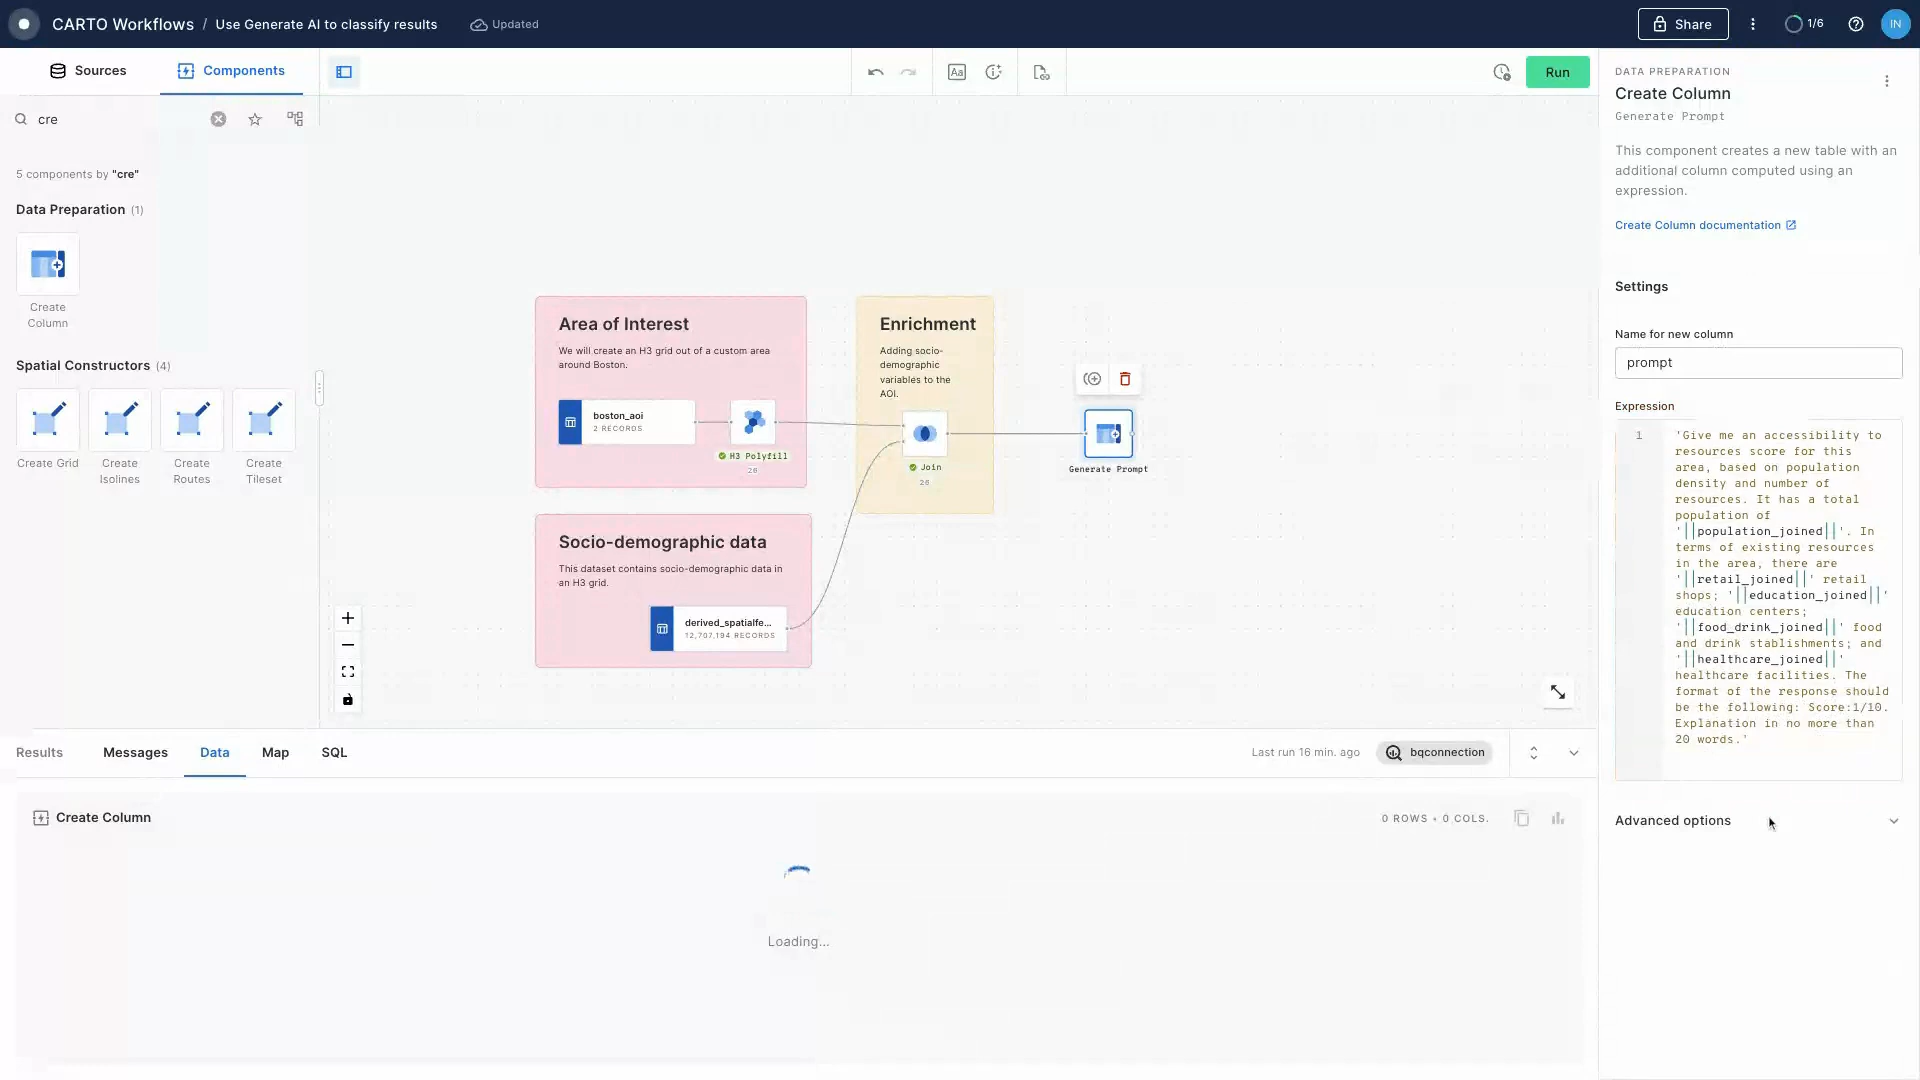 CARTO Workflows / Use Generate AI to classify results
Updated
Share
1/6
IN
Sources
Components
Aa
Run
cre
5 components by "cre"
Data Preparation (1)
Create
Column
Spatial Constructors (4)
Create Grid
Create
Isolines
Create
Routes
Create
Tileset
Area of Interest
We will create an H3 grid out of a custom area
around Boston.
boston_aoi
2 RECORDS
H3 Polyfill
26
Enrichment
Adding socio-
demographic
variables to the
AOI.
Join
26
Generate Prompt
Socio-demographic data
This dataset contains socio-demographic data in
an H3 grid.
derived_spatialfe...
12,707,194 RECORDS
Results
Messages
Data
Map
SQL
Last run 16 min. ago
bqconnection
Create Column
0 ROWS • 0 COLS.
Loading...
DATA PREPARATION
Create Column
Generate Prompt
This component creates a new table with an
additional column computed using an
expression.
Create Column documentation
Settings
Name for new column
prompt
Expression
1
'Give me an accessibility to
resources score for this
area, based on population
density and number of
resources. It has a total
population of
'||population_joined||'. In
terms of existing resources
in the area, there are
'||retail_joined||' retail
shops; '||education_joined||'
education centers;
'||food_drink_joined||' food
and drink stablishments; and
'||healthcare_joined||'
healthcare facilities. The
format of the response should
be the following: Score:1/10.
Explanation in no more than
20 words.'
Advanced options